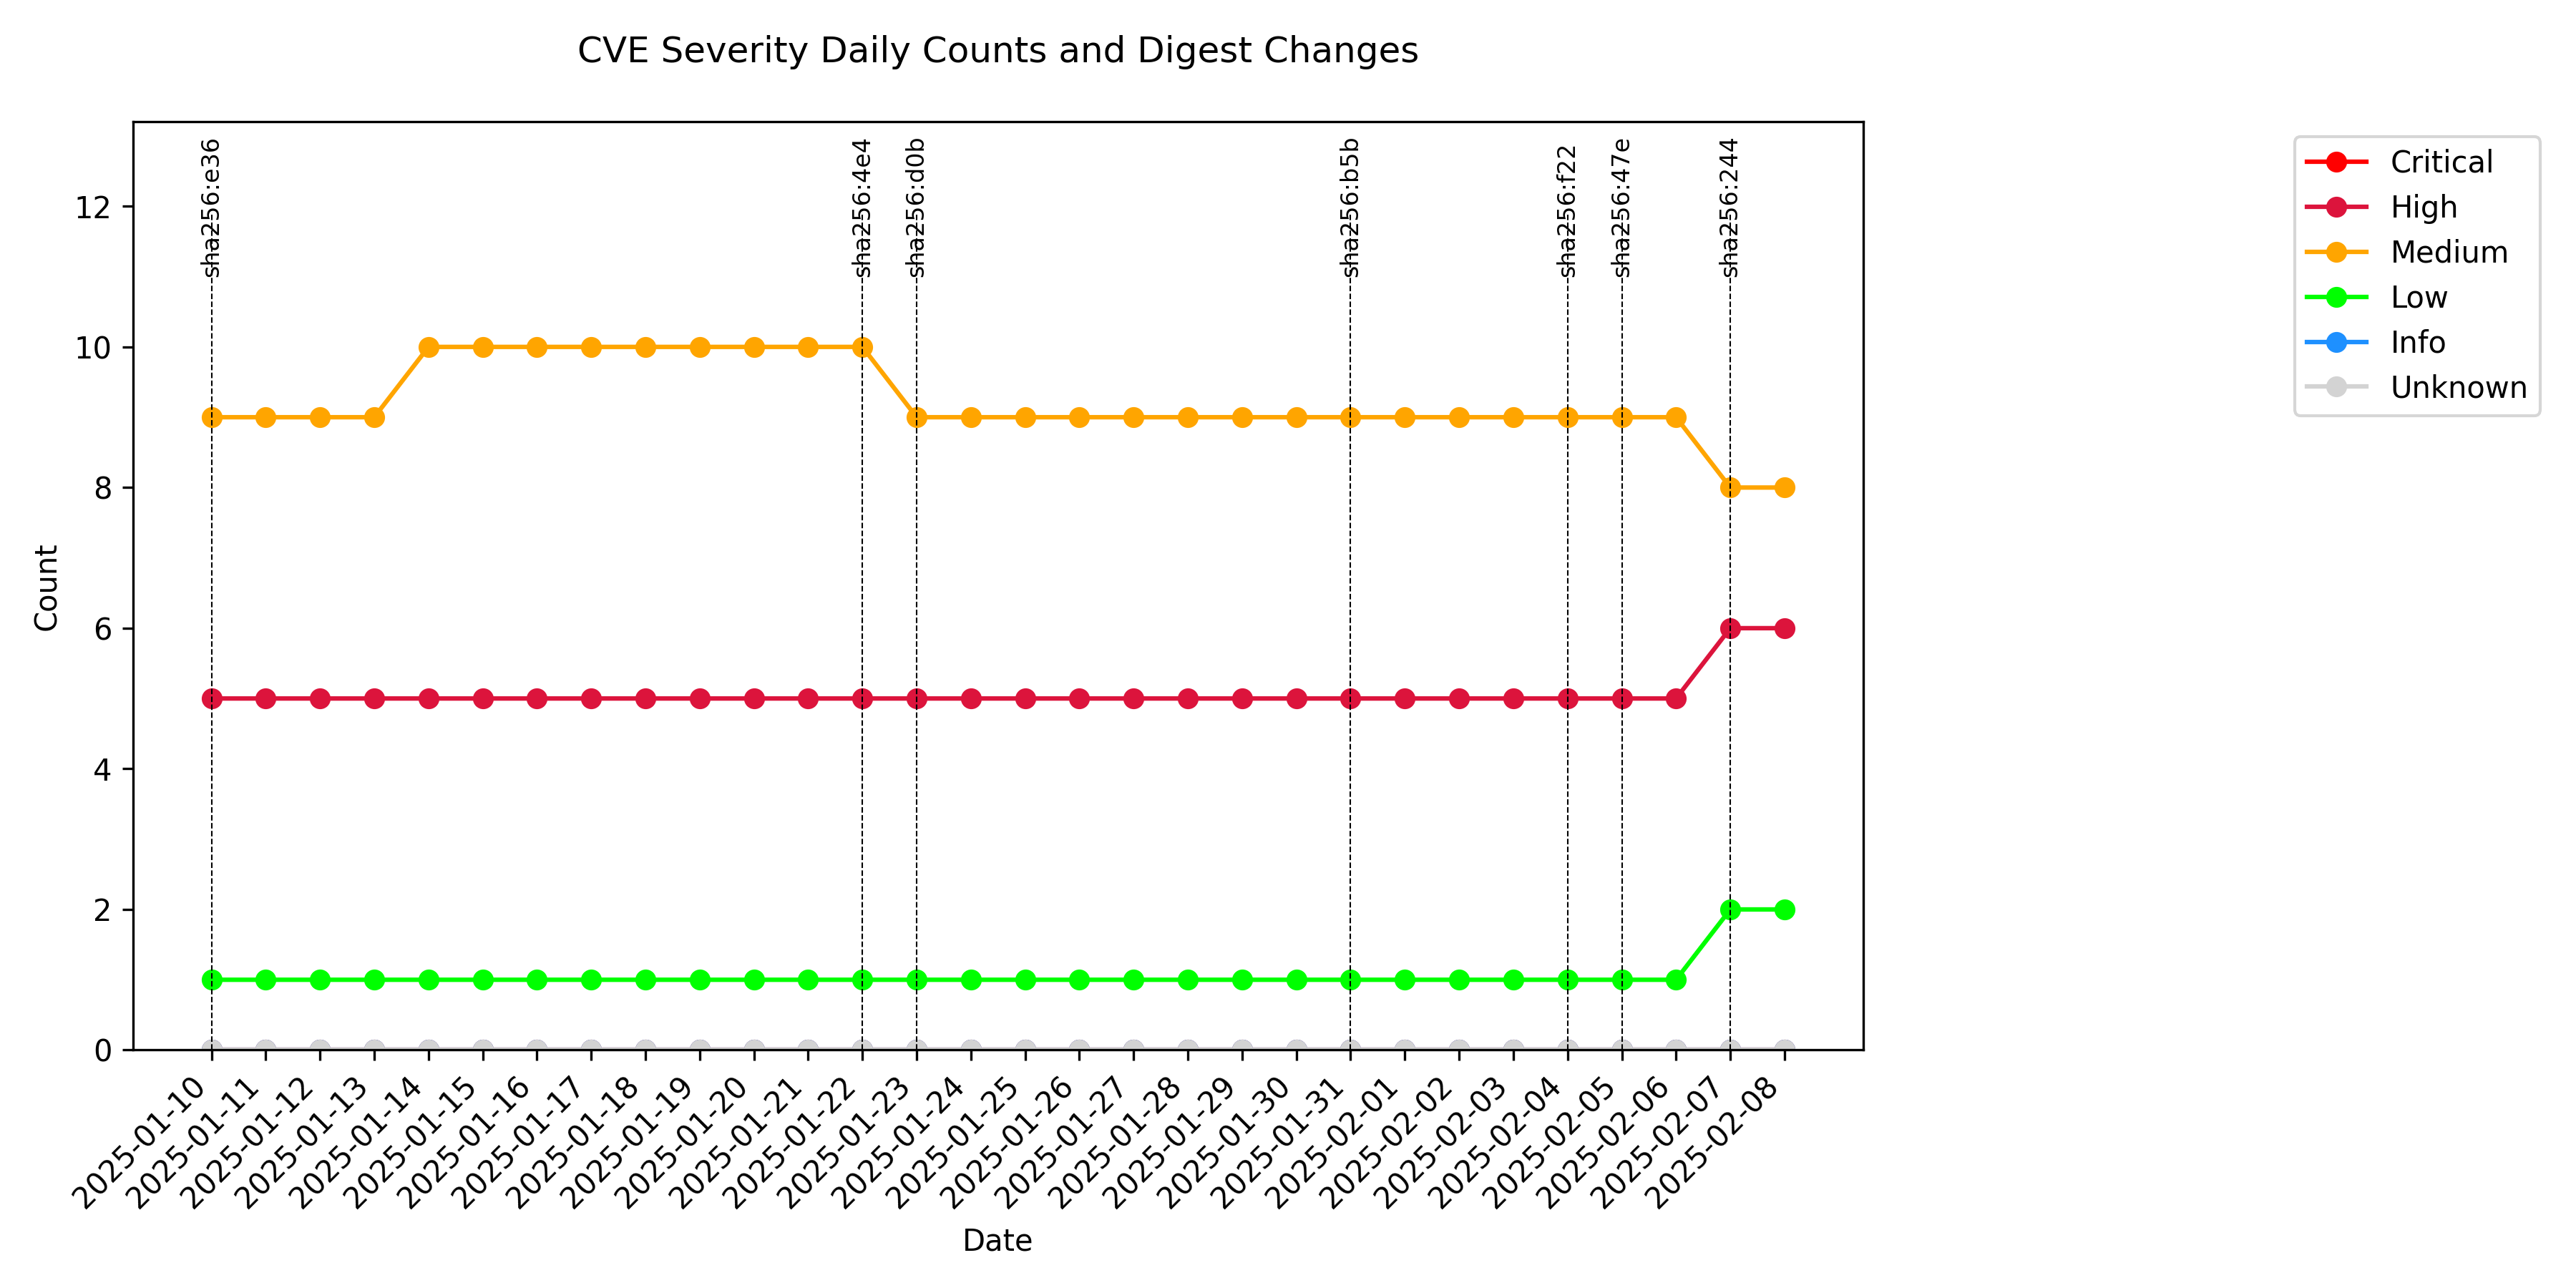 CVE Severity Daily Counts and Digest Changes
sha256:e36
sha256:4e4
sha256:d0b
sha256:b5b
sha256:f22
sha256:47e
sha256:244
Critical
High
Medium
Low
Info
Unknown
12
10
8
6
4
2
0
Count
2025-01-10
2025-01-11
2025-01-12
2025-01-13
2025-01-14
2025-01-15
2025-01-16
2025-01-17
2025-01-18
2025-01-19
2025-01-20
2025-01-21
2025-01-22
2025-01-23
2025-01-24
2025-01-25
2025-01-26
2025-01-27
2025-01-28
2025-01-29
2025-01-30
2025-01-31
2025-02-01
2025-02-02
2025-02-03
2025-02-04
2025-02-05
2025-02-06
2025-02-07
2025-02-08
Date